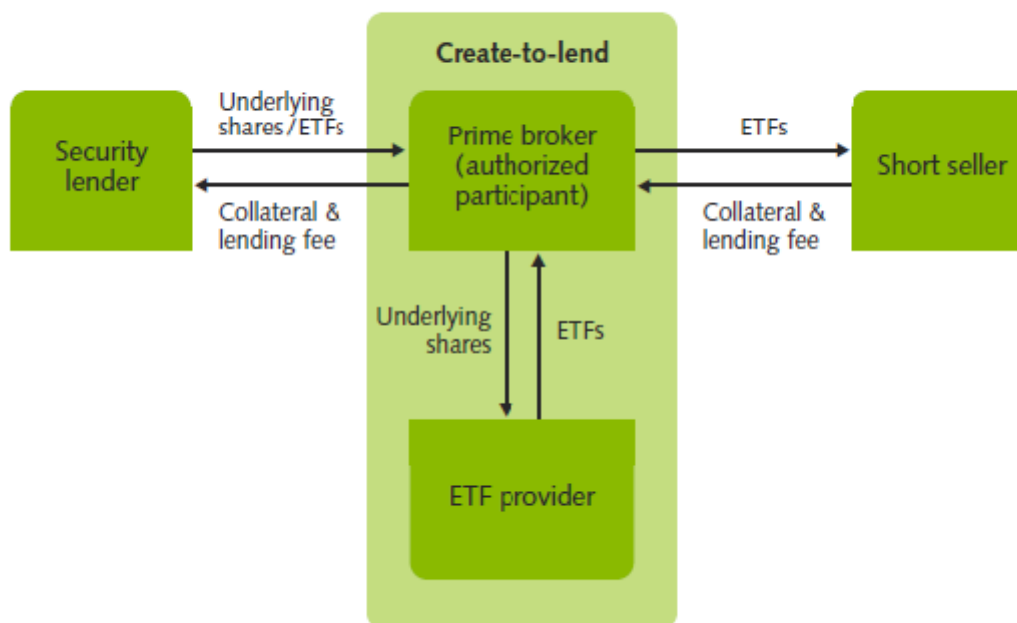 Create-to-lend
Security
lender
Underlying
shares/ETFs
Collateral &
lending fee
Prime broker
(authorized
participant)
ETFs
Collateral &
lending fee
Short seller
Underlying
shares
ETFs
ETF provider